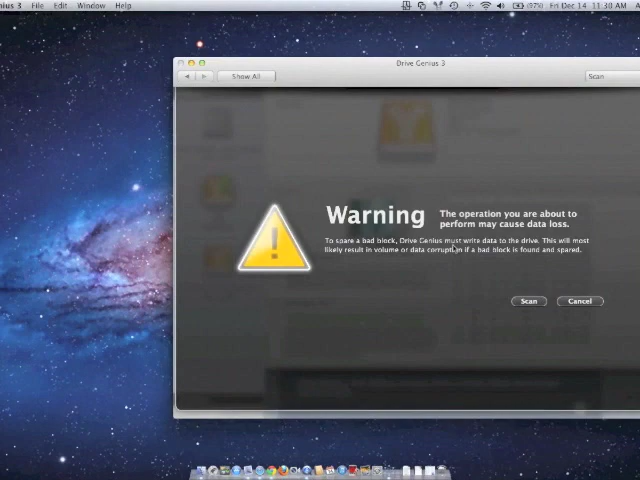 nius 3 File Edit Window Help (97%) Fri Dec 14 11:30 AM
Drive Genius 3
Show All Scan
Warning The operation you are about to
perform may cause data loss.
To spare a bad block, Drive Genius must write data to the drive. This will most
likely result in volume or data corruption if a bad block is found and spared.
Scan Cancel